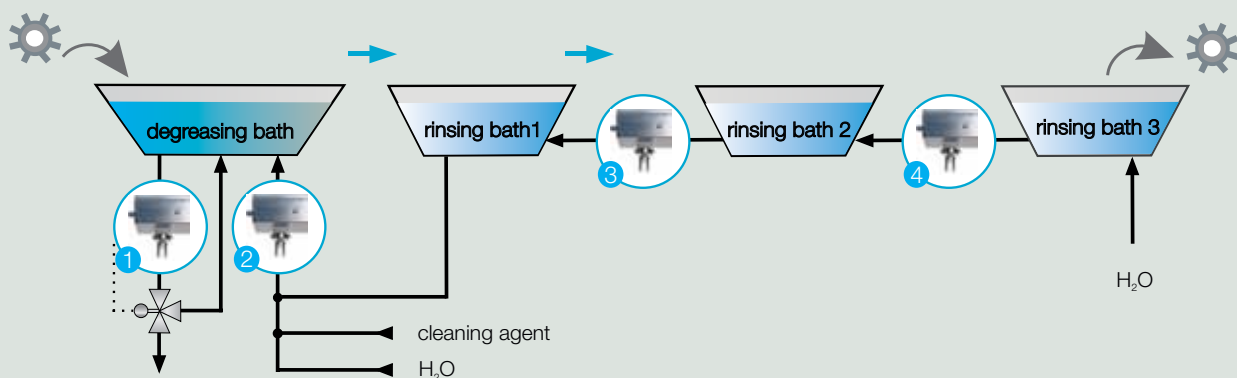 degreasing bath
rinsing bath1
rinsing bath 2
rinsing bath 3
3
4
1
2
H₂O
cleaning agent
H₂O